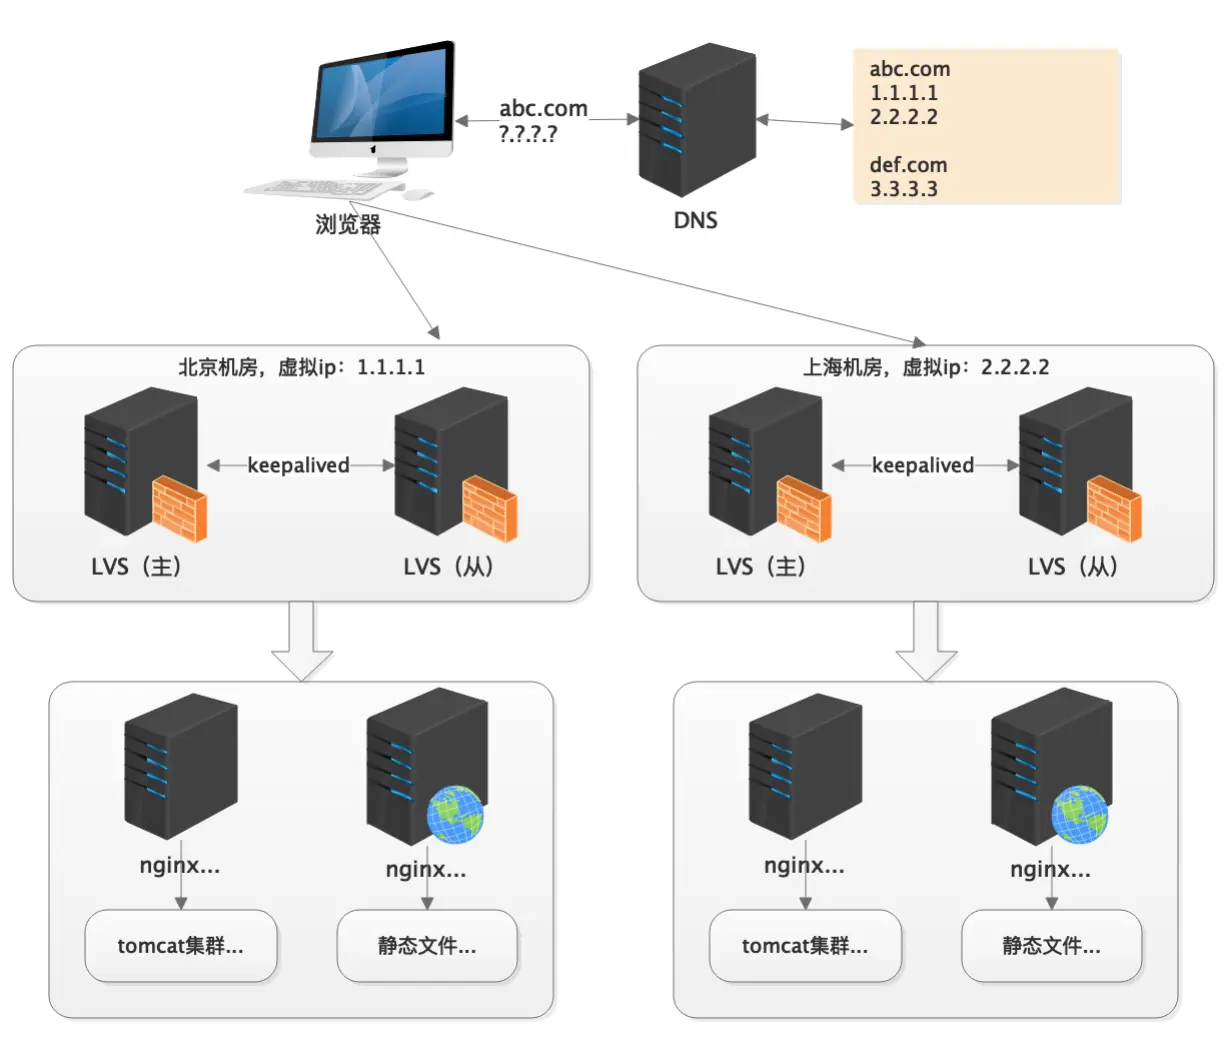 abc.com
?.?.?.?
abc.com
1.1.1.1
2.2.2.2
def.com
3.3.3.3
浏览器
DNS
北京机房，虚拟ip：1.1.1.1
上海机房，虚拟ip：2.2.2.2
keepalived
keepalived
LVS（主）
LVS（从）
LVS（主）
LVS（从）
nginx...
nginx...
nginx...
nginx...
tomcat集群...
静态文件...
tomcat集群...
静态文件...